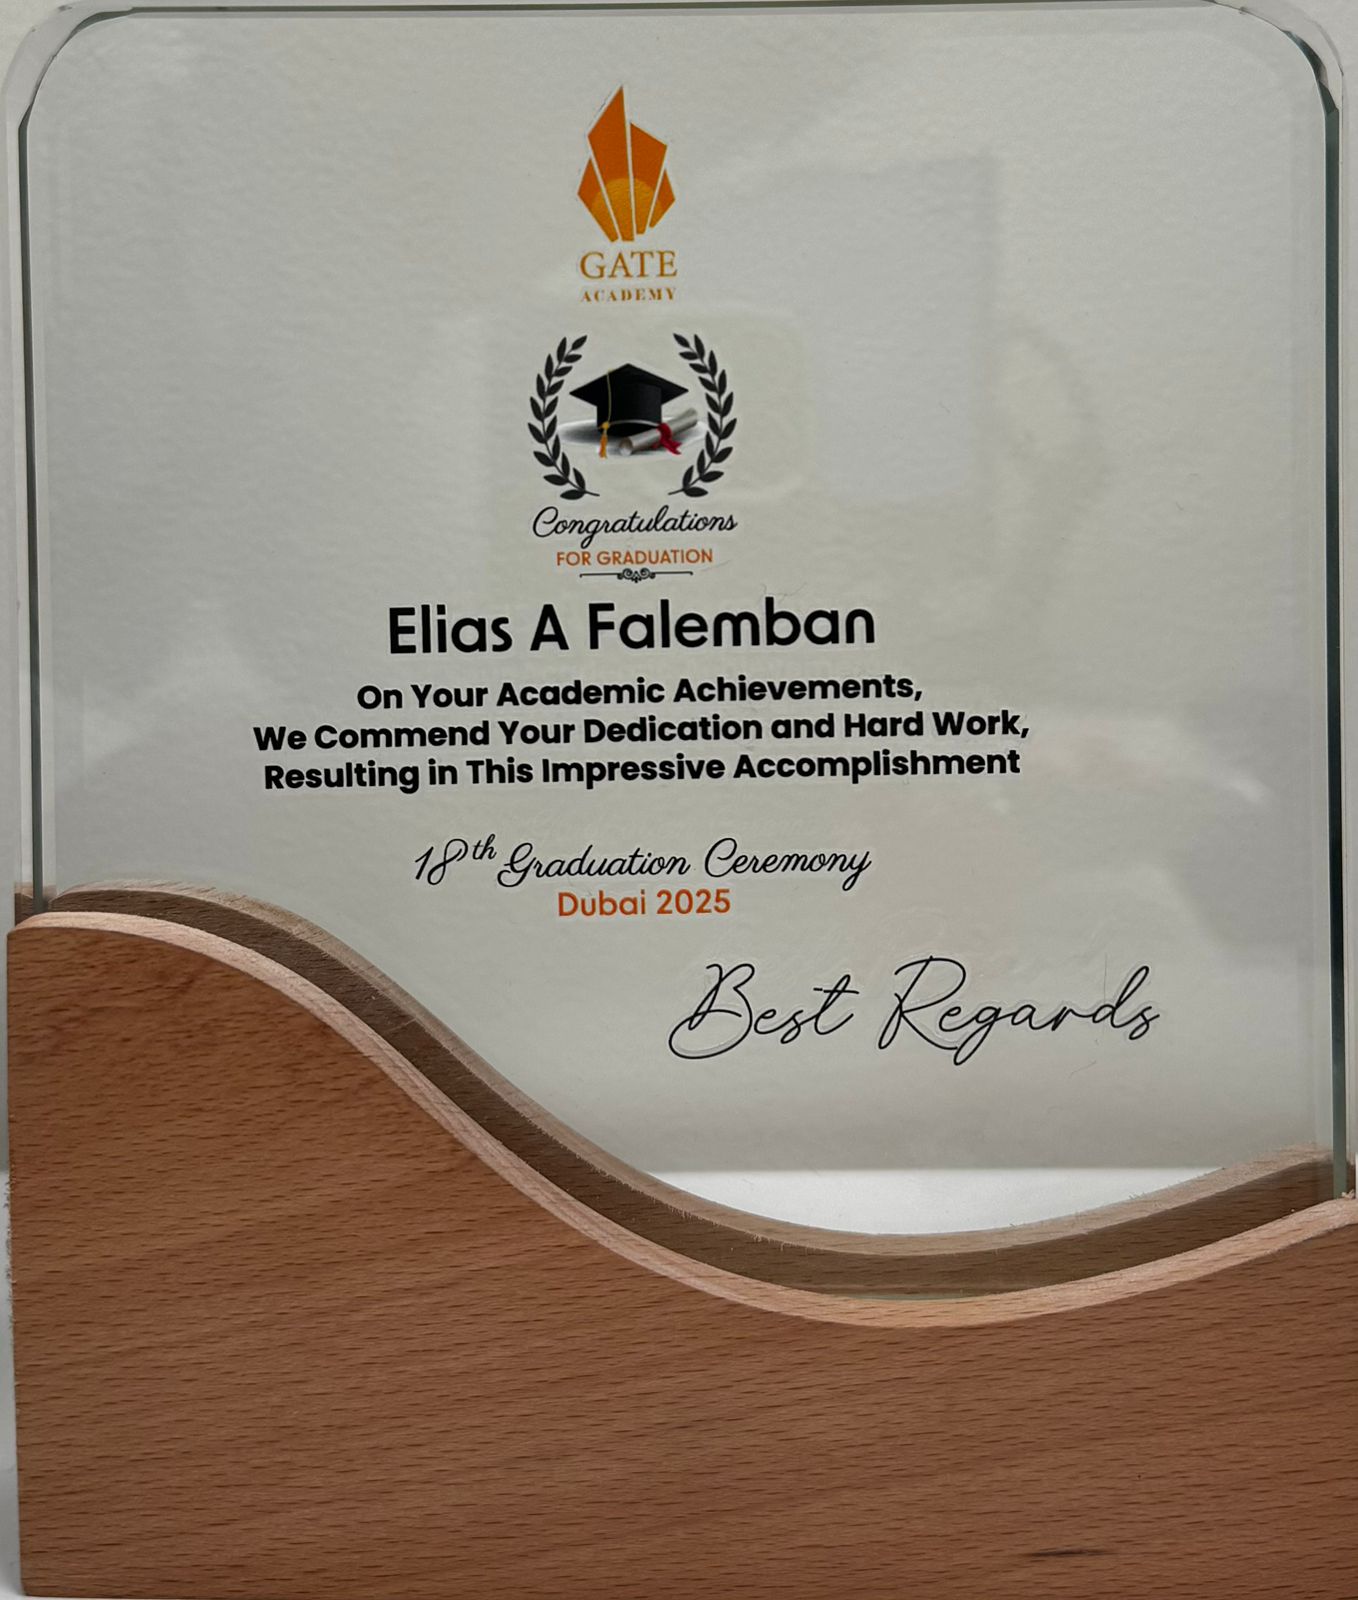 GATE
ACADEMY
Congratulations
FOR GRADUATION
Elias A Falemban
On Your Academic Achievements,
We Commend Your Dedication and Hard Work,
Resulting in This Impressive Accomplishment
18th Graduation Ceremony
Dubai 2025
Best Regards